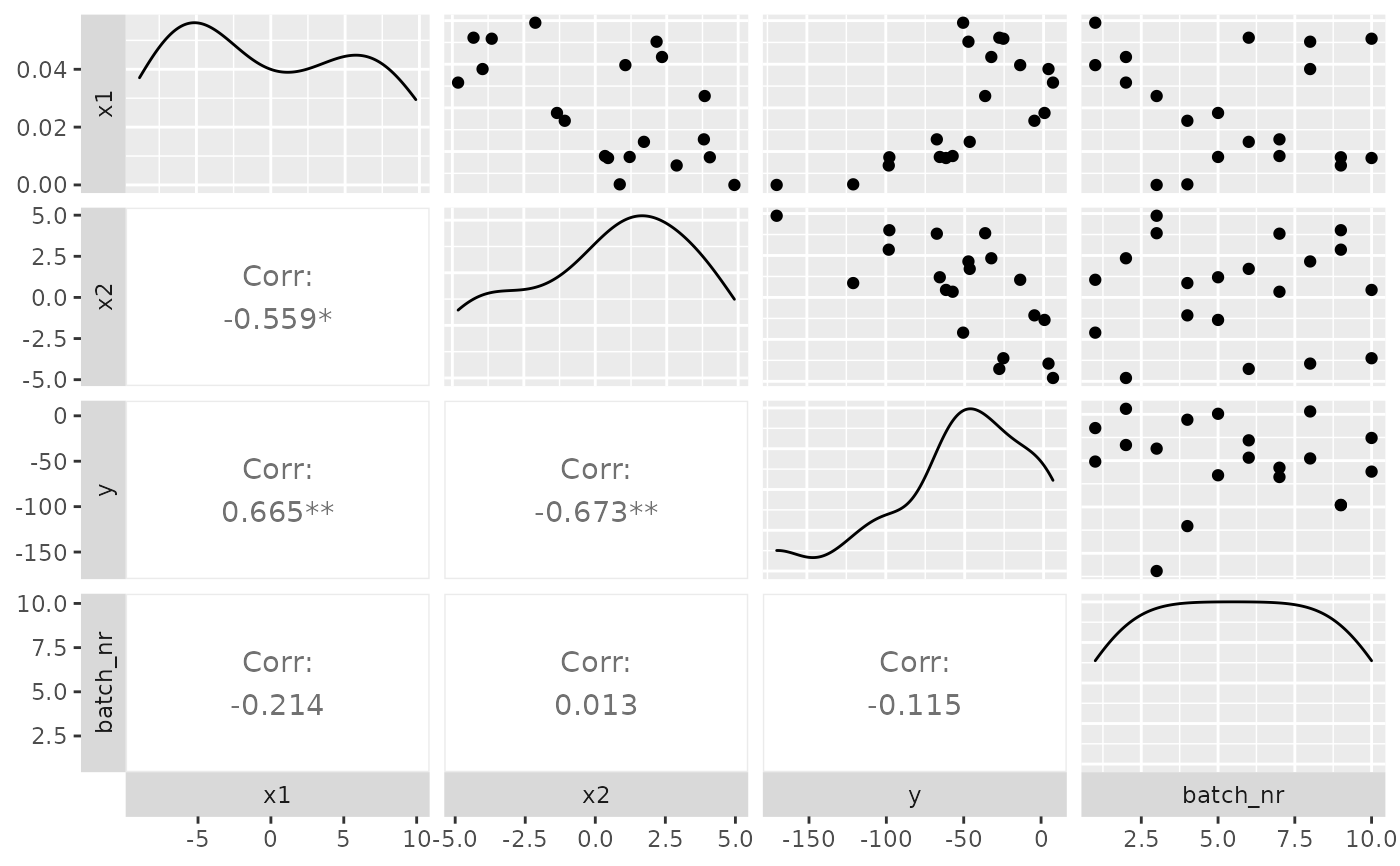 0.04
0.02
0.00
x1
5.0
2.5
0.0
-2.5
-5.0
x2
Corr:
-0.559*
0
-50
-100
-150
y
Corr:
0.665**
Corr:
-0.673**
10.0
7.5
5.0
2.5
batch_nr
Corr:
-0.214
Corr:
0.013
Corr:
-0.115
x1 x2 y batch_nr
-5 0 5 10 -5.0 -2.5 0.0 2.5 5.0 -150 -100 -50 0 2.5 5.0 7.5 10.0